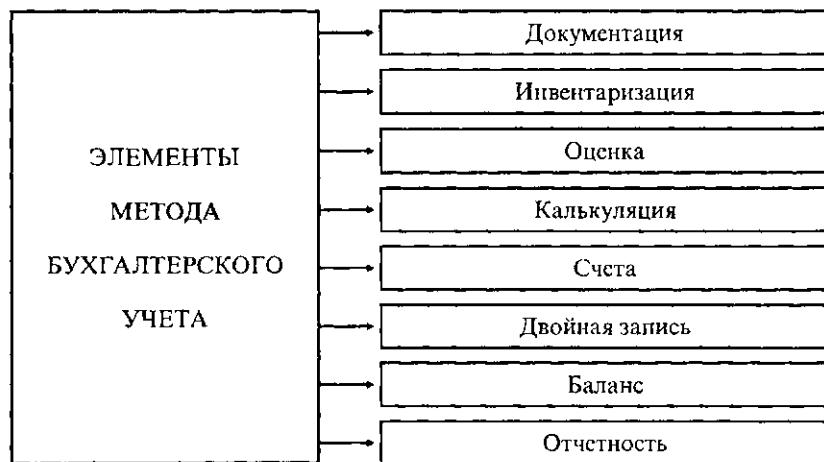 ЭЛЕМЕНТЫ
МЕТОДА
БУХГАЛТЕРСКОГО
УЧЕТА
Документация
Инвентаризация
Оценка
Калькуляция
Счета
Двойная запись
Баланс
Отчетность